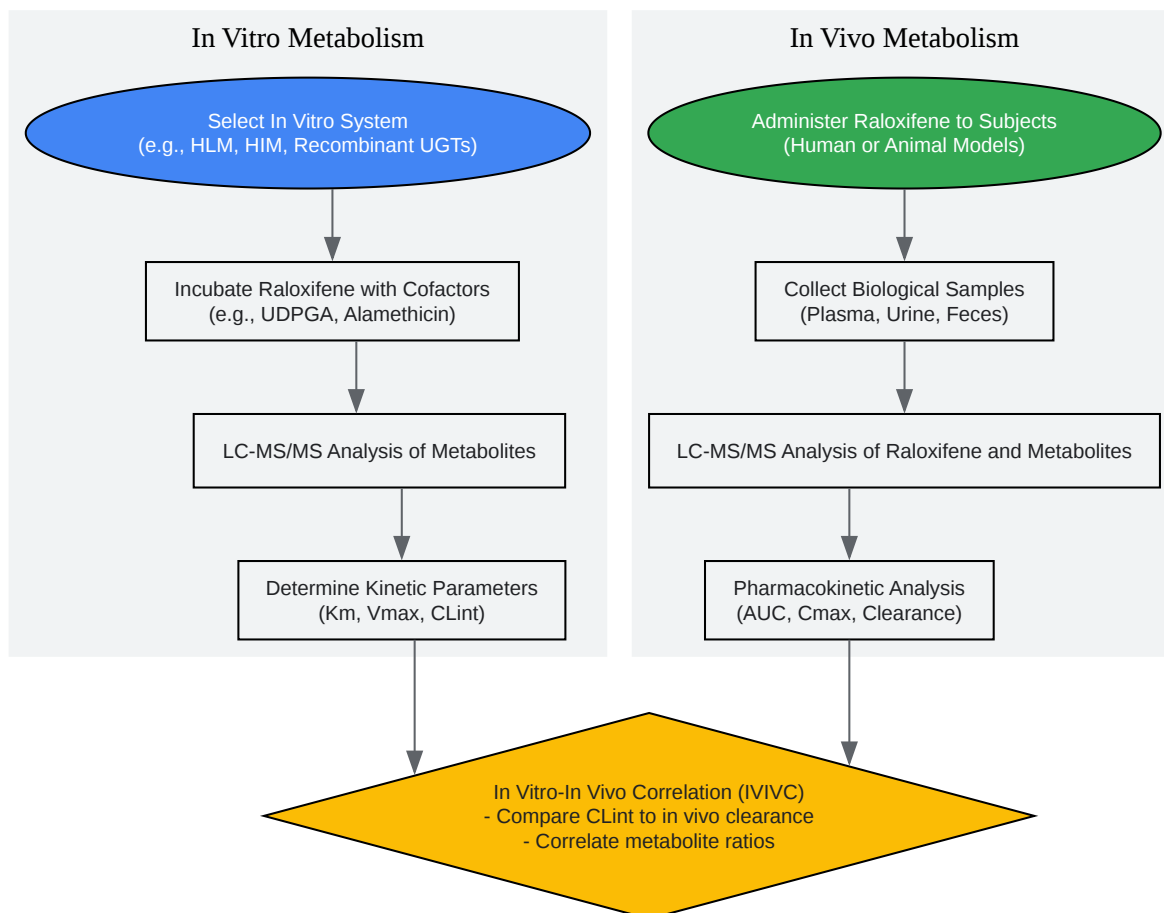 In Vitro Metabolism
Select In Vitro System
(e.g., HLM, HIM, Recombinant UGTs)
Incubate Raloxifene with Cofactors
(e.g., UDPGA, Alamethicin)
LC-MS/MS Analysis of Metabolites
Determine Kinetic Parameters
(Km, Vmax, CLint)
In Vivo Metabolism
Administer Raloxifene to Subjects
(Human or Animal Models)
Collect Biological Samples
(Plasma, Urine, Feces)
LC-MS/MS Analysis of Raloxifene and Metabolites
Pharmacokinetic Analysis
(AUC, Cmax, Clearance)
In Vitro-In Vivo Correlation (IVIVC)
- Compare CLint to in vivo clearance
- Correlate metabolite ratios